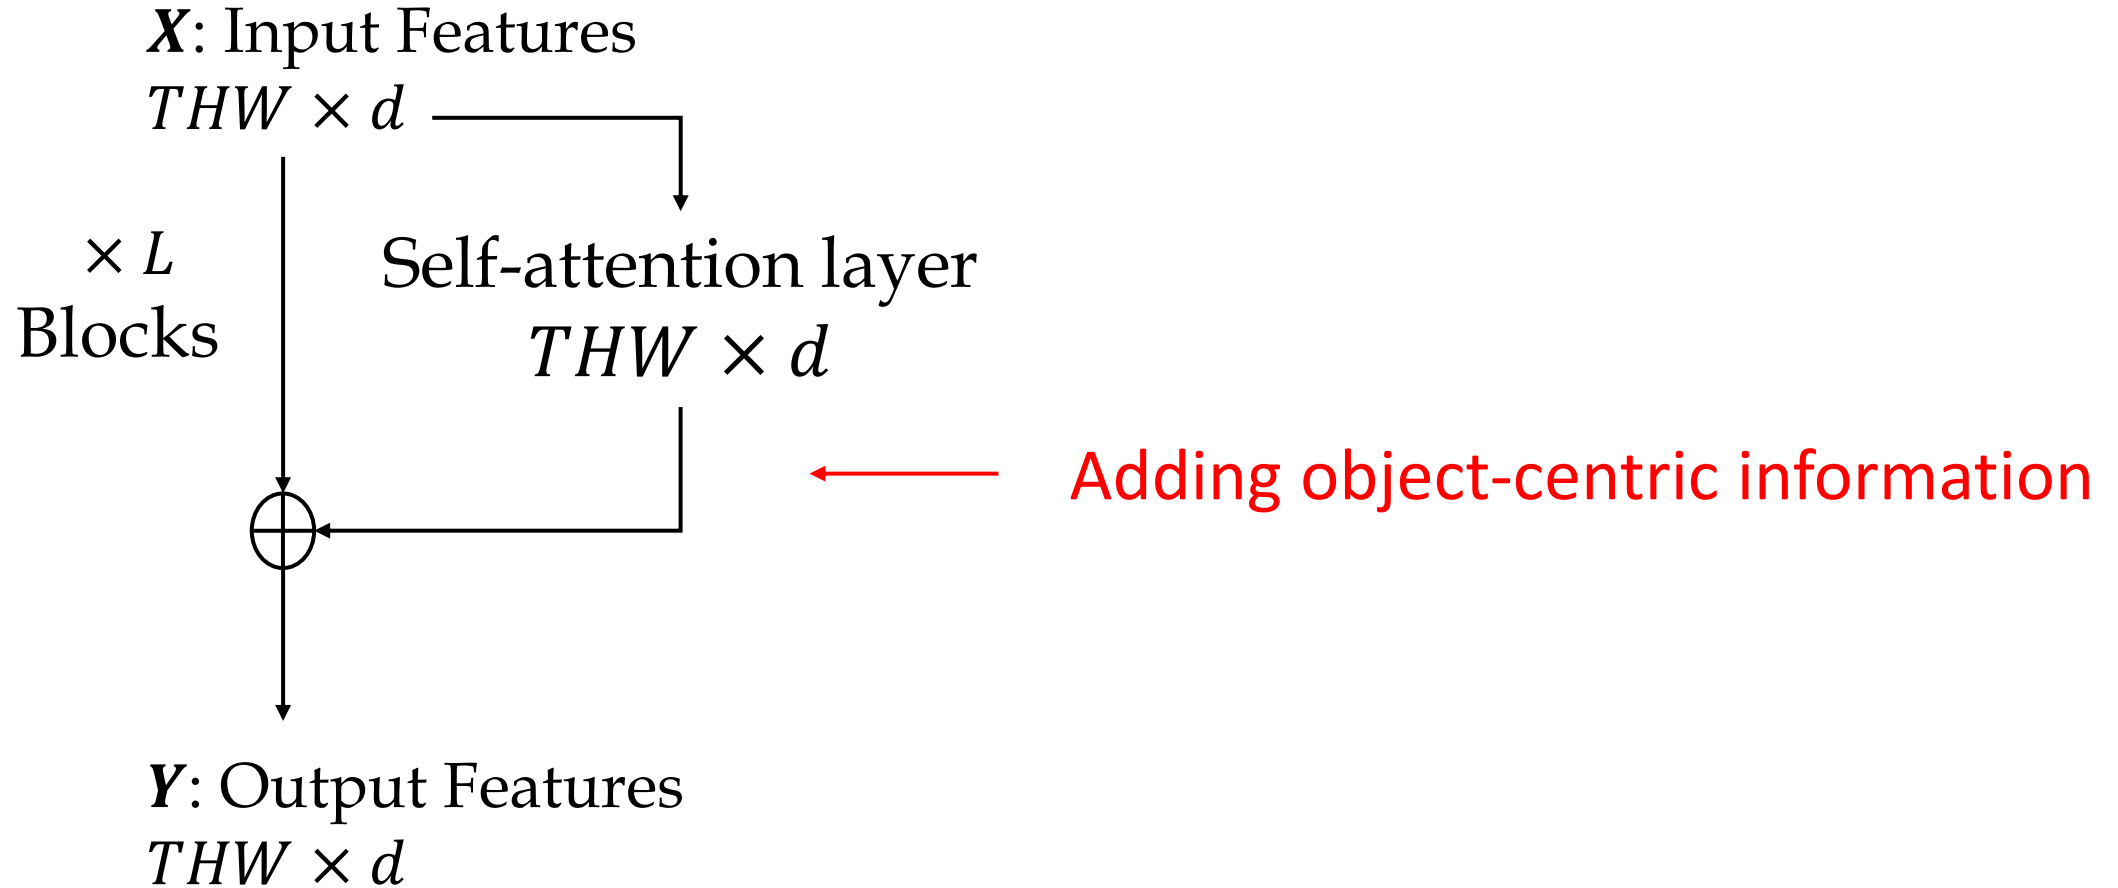 X: Input Features
THW × d
× L
Blocks
Self-attention layer
THW × d
Adding object-centric information
Y: Output Features
THW × d